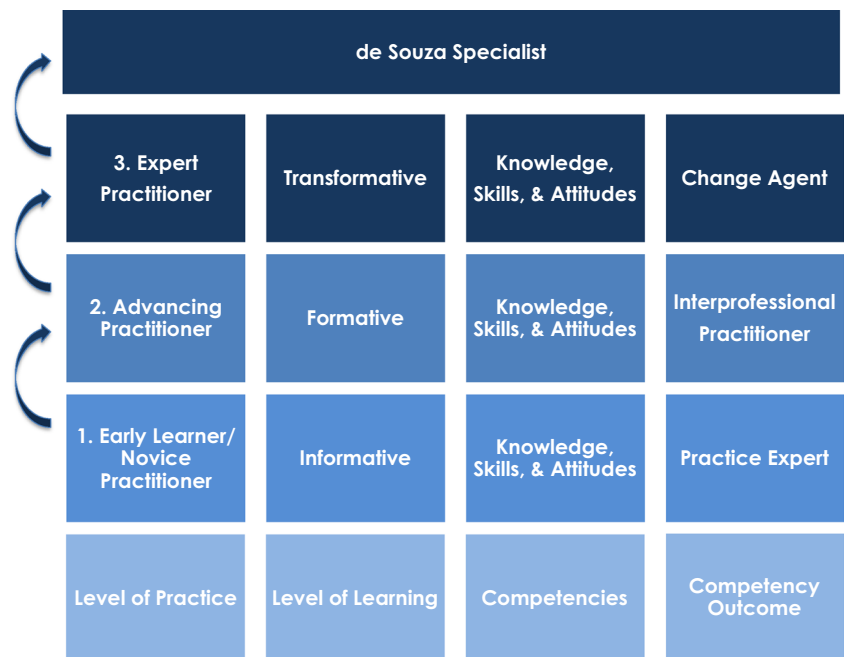 de Souza Specialist
3. Expert
Practitioner
Transformative
Knowledge,
Skills, & Attitudes
Change Agent
2. Advancing
Practitioner
Formative
Knowledge,
Skills, & Attitudes
Interprofessional
Practitioner
1. Early Learner/
Novice
Practitioner
Informative
Knowledge,
Skills, & Attitudes
Practice Expert
Level of Practice
Level of Learning
Competencies
Competency
Outcome